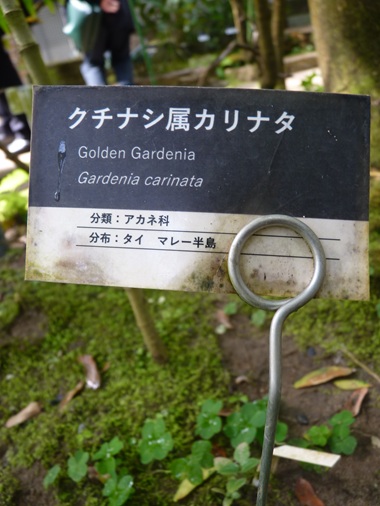 クチナシ属カリナタ
Golden Gardenia
Gardenia carinata
分類：アカネ科
分布：タイ　マレー半島